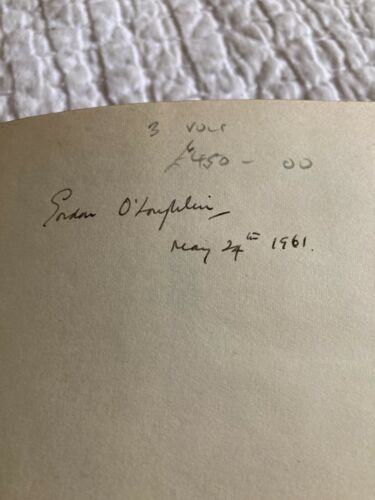 3 vols
£450 - 00
Gordon O'Loughlin
May 24th 1961.